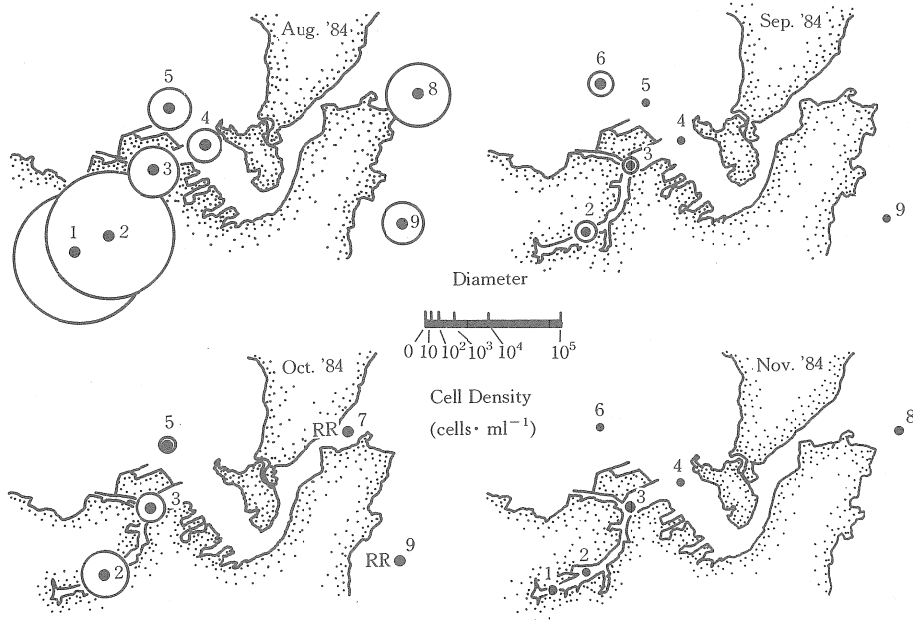 Aug. '84
5
4
8
3
1
2
9
Sep. '84
6
5
4
3
2
9
Diameter
0 10 10² 10³ 10⁴ 10⁵
Cell Density
(cells· ml⁻¹)
Oct. '84
5
RR 7
3
2
RR 9
Nov. '84
6
8
4
3
2
1